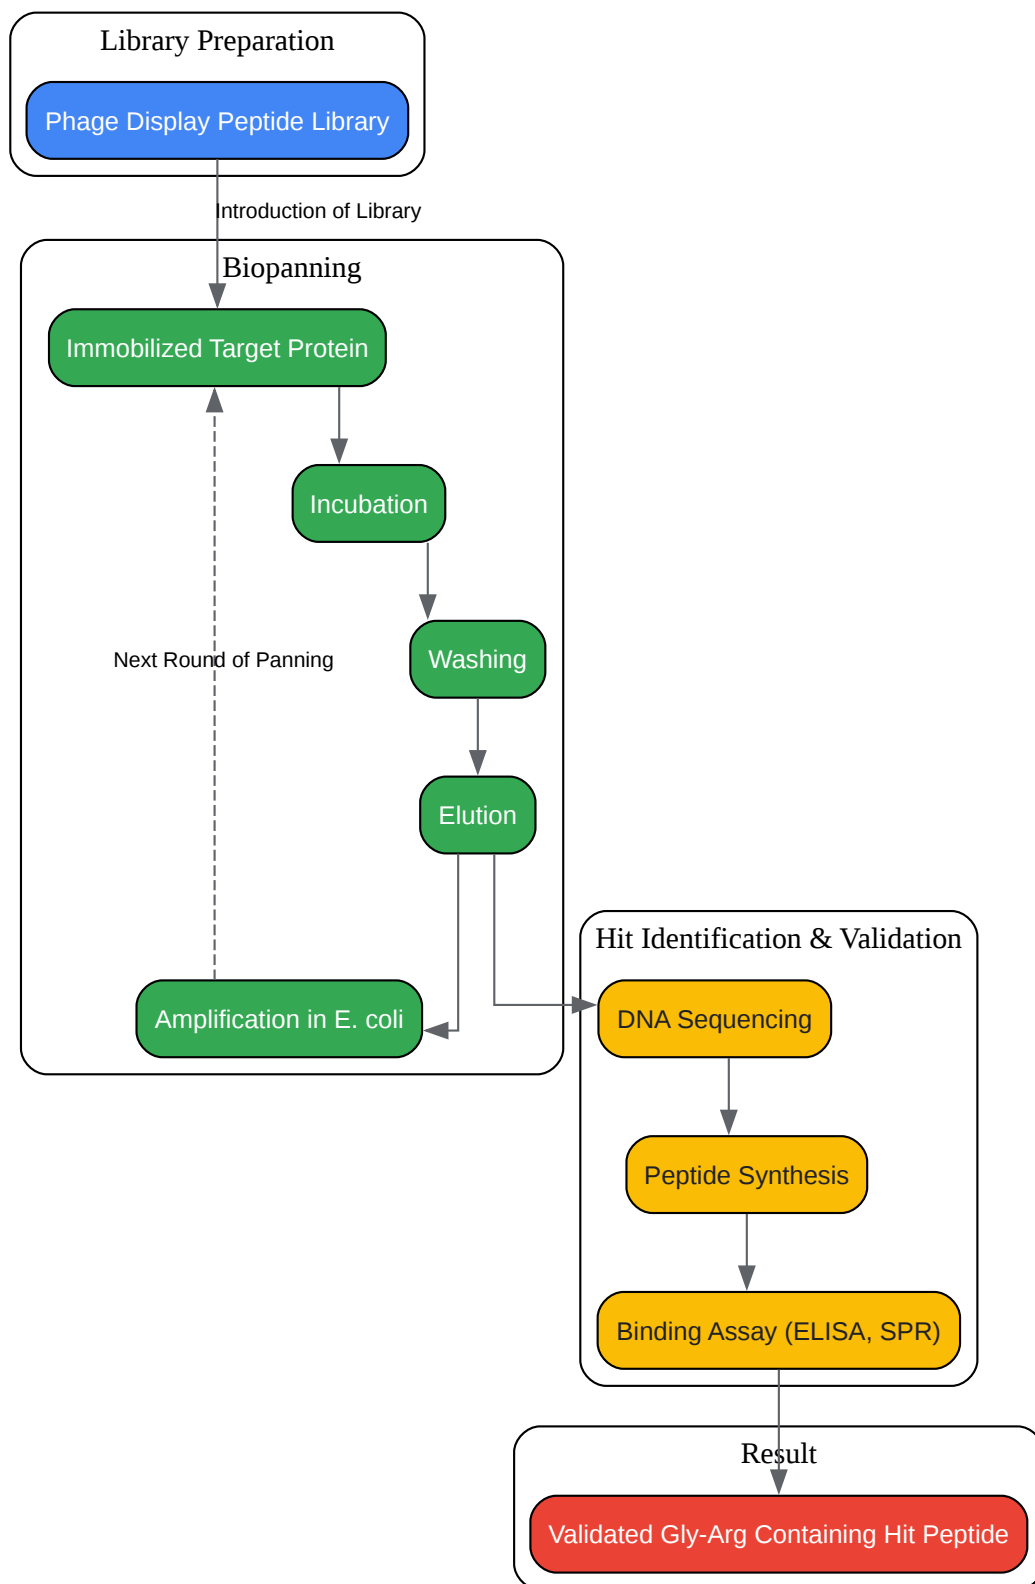 Library Preparation
Phage Display Peptide Library
Introduction of Library
Biopanning
Immobilized Target Protein
Incubation
Next Round of Panning
Washing
Elution
Amplification in E. coli
Hit Identification & Validation
DNA Sequencing
Peptide Synthesis
Binding Assay (ELISA, SPR)
Result
Validated Gly-Arg Containing Hit Peptide